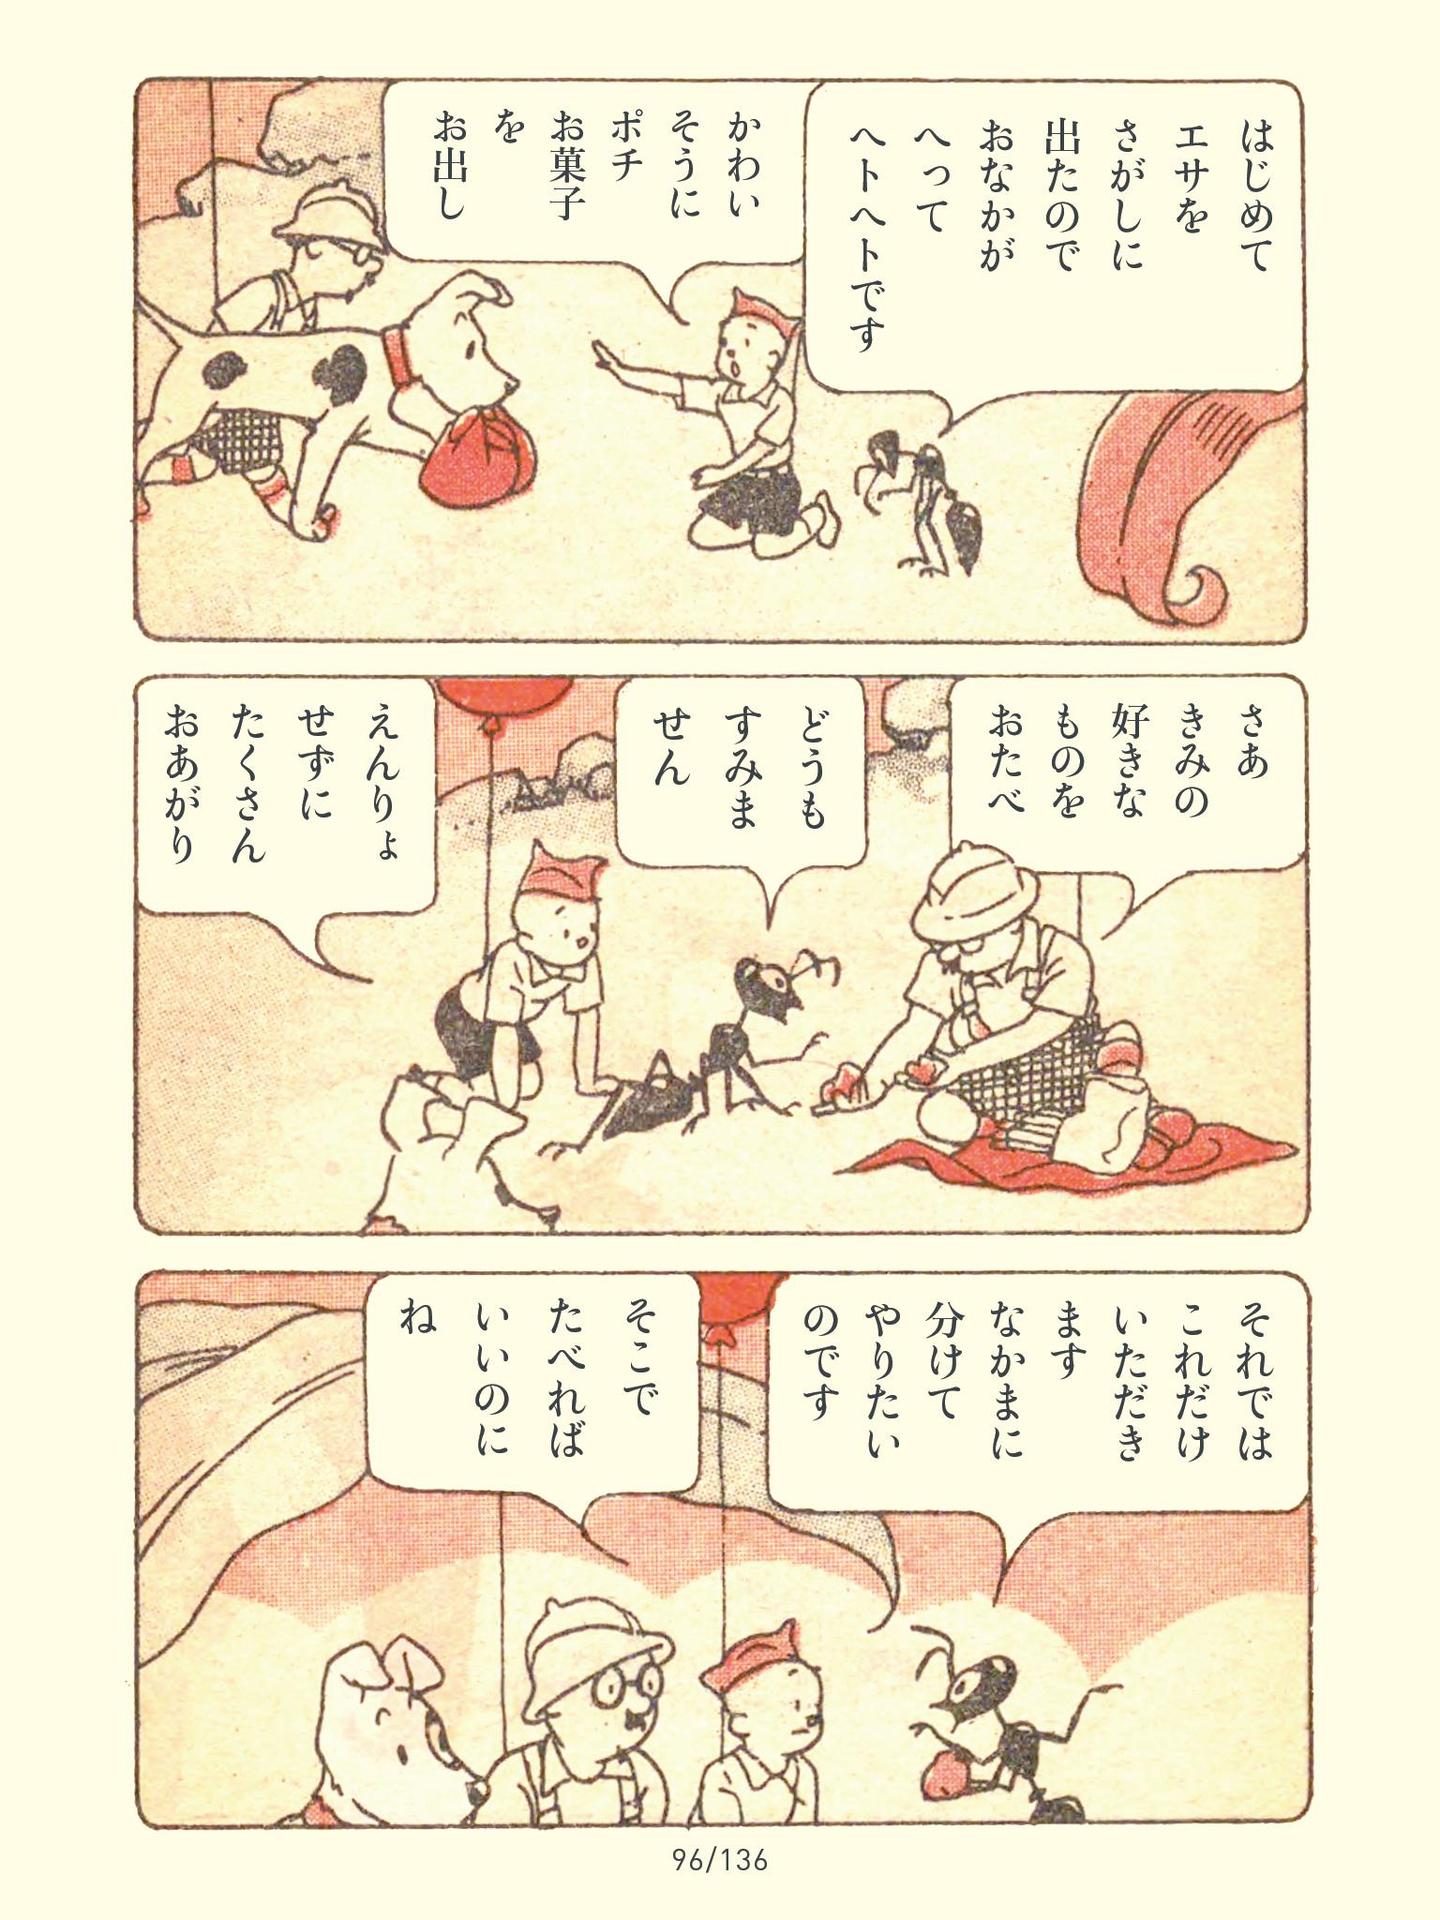 はじめて
エサを
さがしに
出たので
おなかが
へって
ヘトヘトです
かわい
そうに
ポチ
お菓子
を
お出し
さあ
きみの
好きな
ものを
おたべ
どうも
すみま
せん
えんりょ
せずに
たくさん
おあがり
それでは
これだけ
いただき
ます
なかまに
分けて
やりたい
のです
そこで
たべれば
いいのに
ね
96/136